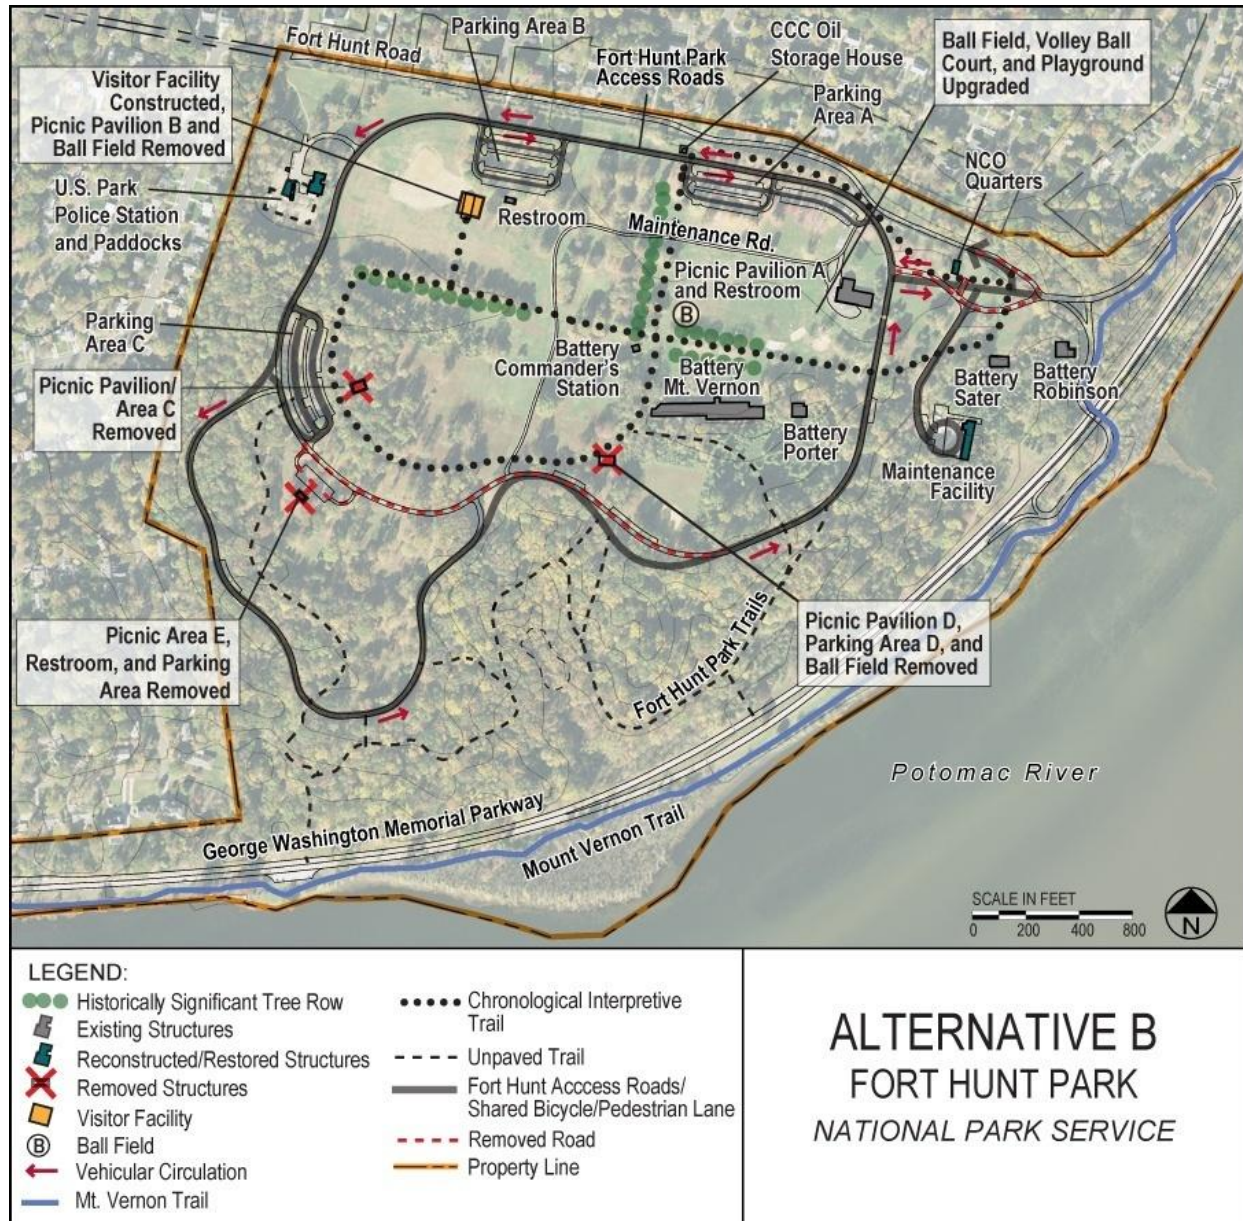 Fort Hunt Road
Parking Area B
Fort Hunt Park
Access Roads
CCC Oil
Storage House
Parking
Area A
Ball Field, Volley Ball
Court, and Playground
Upgraded
Visitor Facility
Constructed,
Picnic Pavilion B and
Ball Field Removed
NCO
Quarters
U.S. Park
Police Station
and Paddocks
Restroom
Maintenance Rd.
Picnic Pavilion A
and Restroom
B
Parking
Area C
Battery
Commander's
Station
Battery
Mt. Vernon
Battery
Porter
Battery
Sater
Battery
Robinson
Picnic Pavilion/
Area C
Removed
Maintenance
Facility
Picnic Area E,
Restroom, and Parking
Area Removed
Fort Hunt Park Trails
Picnic Pavilion D,
Parking Area D, and
Ball Field Removed
Potomac River
George Washington Memorial Parkway
Mount Vernon Trail
SCALE IN FEET
0 200 400 800
N
LEGEND:
Historically Significant Tree Row
Existing Structures
Reconstructed/Restored Structures
Removed Structures
Visitor Facility
B Ball Field
Vehicular Circulation
Mt. Vernon Trail
Chronological Interpretive
Trail
Unpaved Trail
Fort Hunt Acccess Roads/
Shared Bicycle/Pedestrian Lane
Removed Road
Property Line
ALTERNATIVE B
FORT HUNT PARK
NATIONAL PARK SERVICE